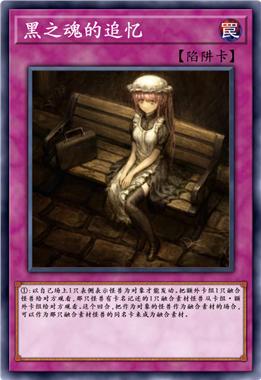 黑之魂的追忆
罠
【陷阱卡】
①：以自己场上1只表侧表示怪兽为对象才能发动。把额外卡组1只融合
怪兽给对方观看，那只怪兽有卡名记述的1只融合素材怪兽从卡组·额
外卡组给对方观看。这个回合，把作为对象的怪兽作为融合素材的场合，
可以作为那只融合素材怪兽的同名卡来成为融合素材。